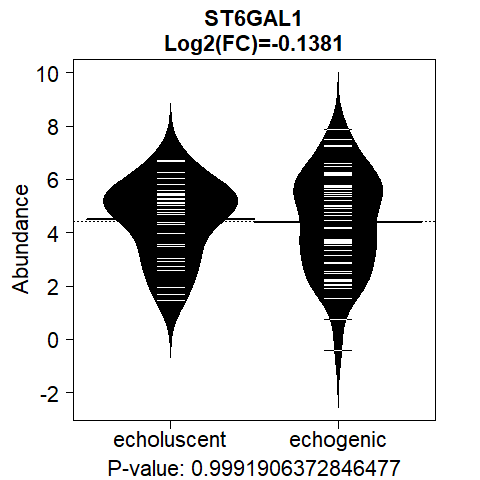 ST6GAL1
Log2(FC)=-0.1381
Abundance
10
8
6
4
2
0
-2
echoluscent echogenic
P-value: 0.9991906372846477